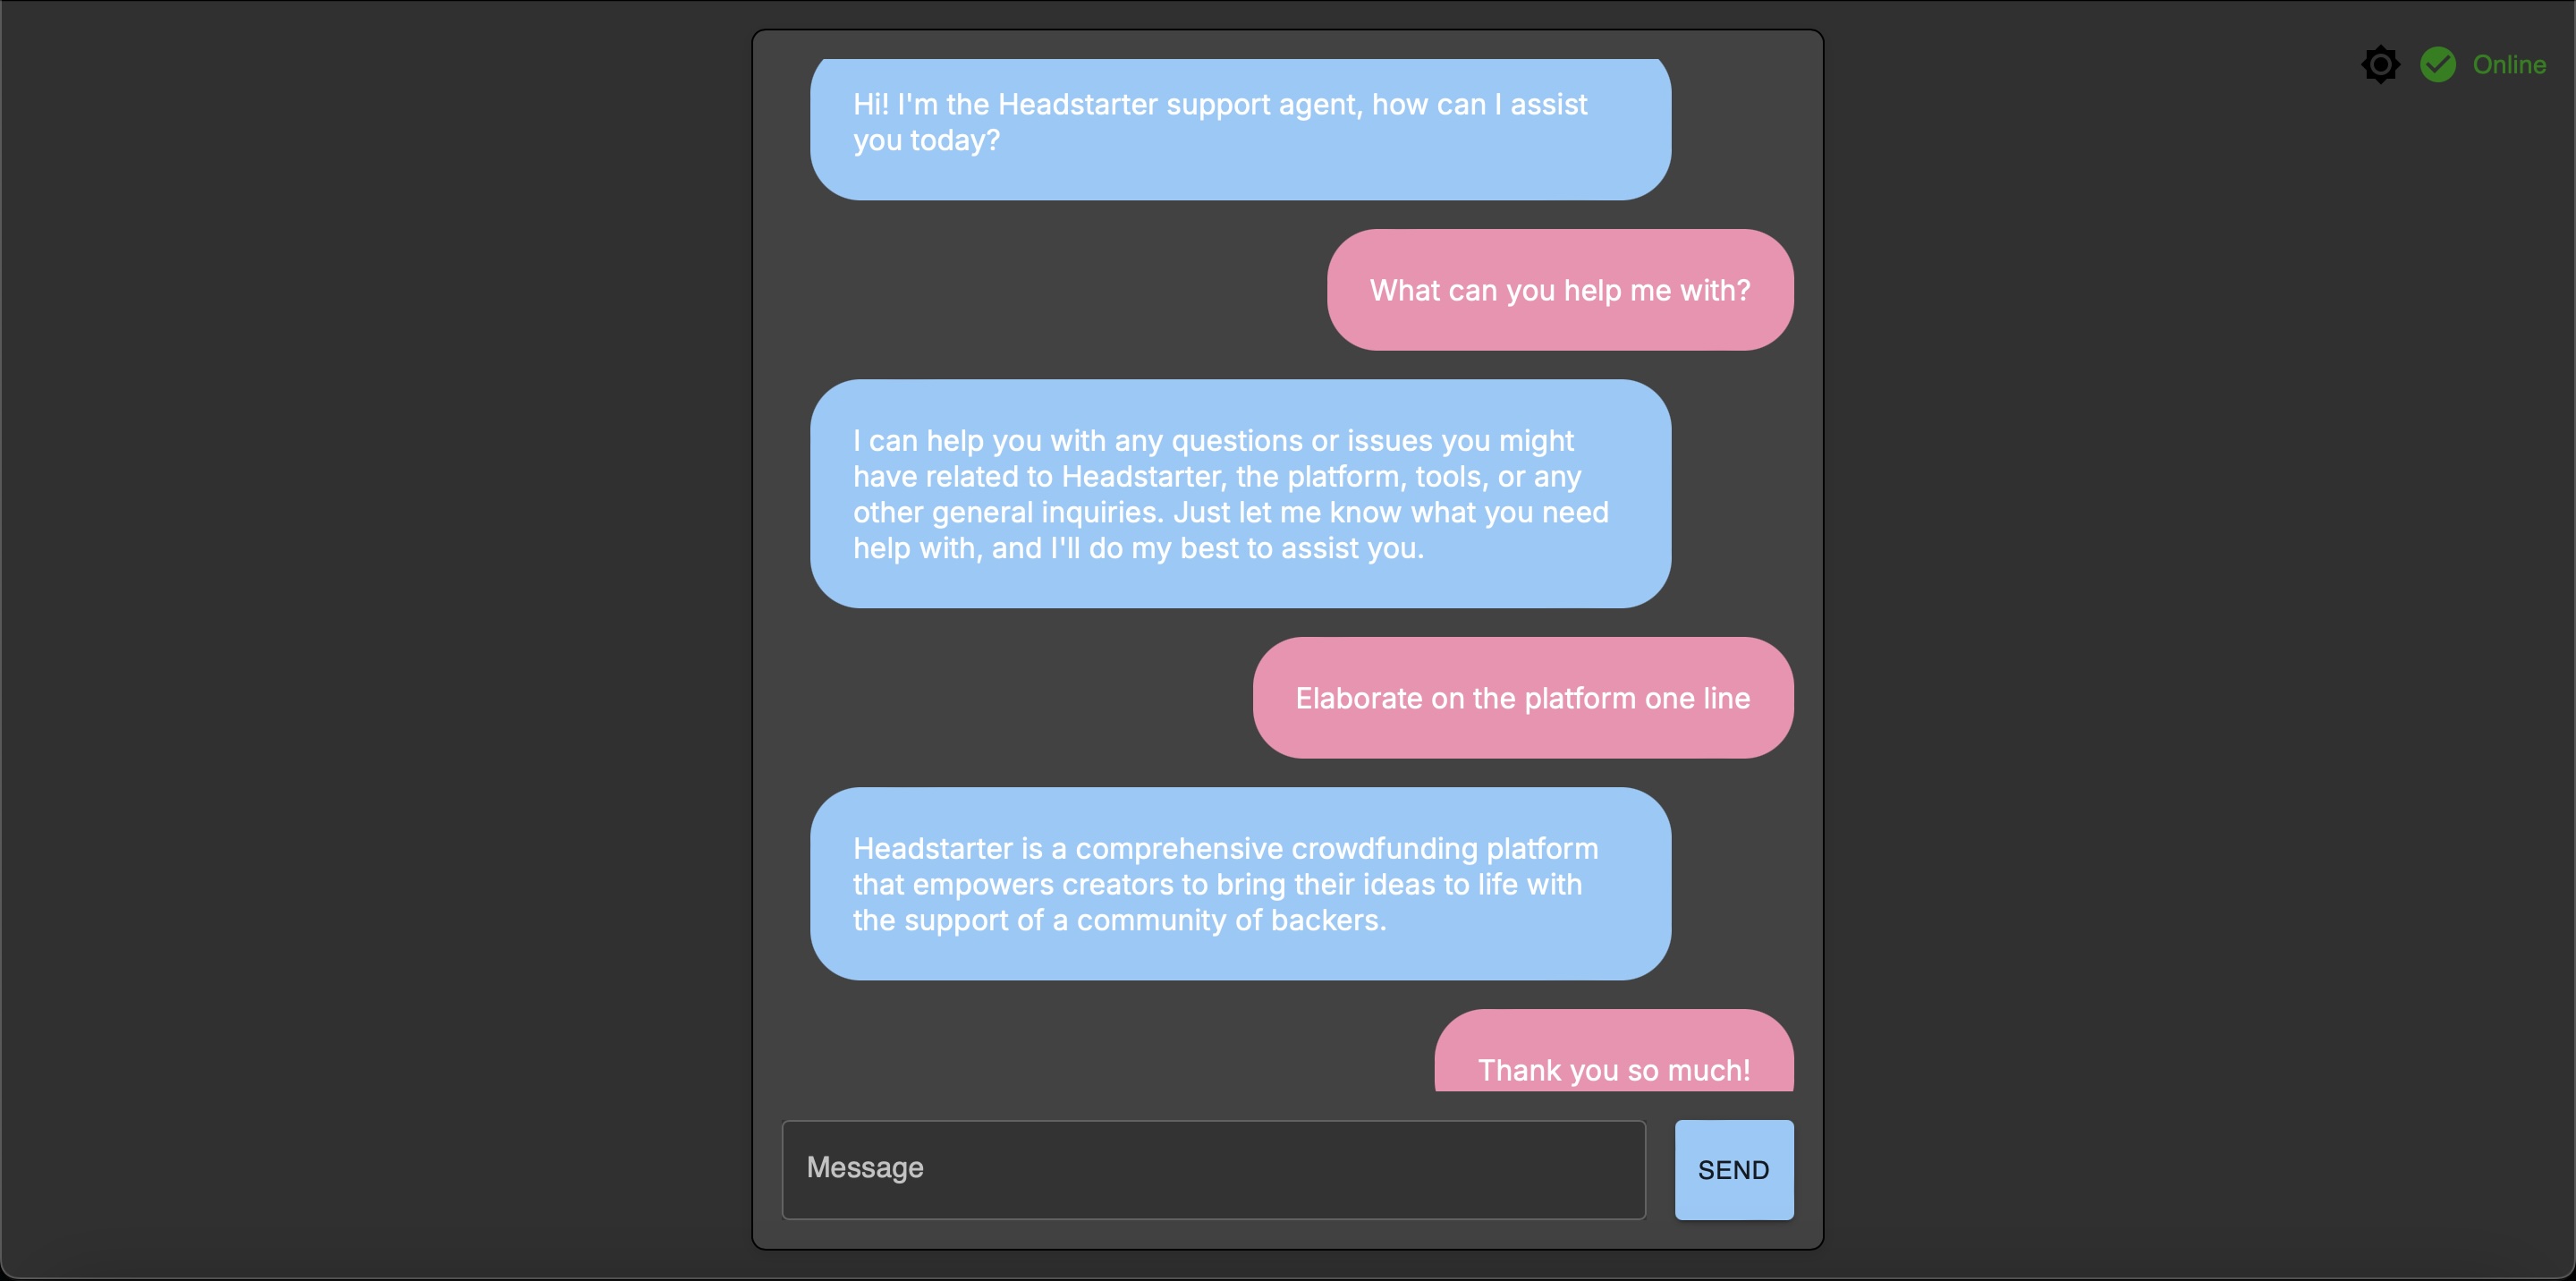 Online
Hi! I'm the Headstarter support agent, how can I assist
you today?
What can you help me with?
I can help you with any questions or issues you might
have related to Headstarter, the platform, tools, or any
other general inquiries. Just let me know what you need
help with, and I'll do my best to assist you.
Elaborate on the platform one line
Headstarter is a comprehensive crowdfunding platform
that empowers creators to bring their ideas to life with
the support of a community of backers.
Thank you so much!
Message
SEND